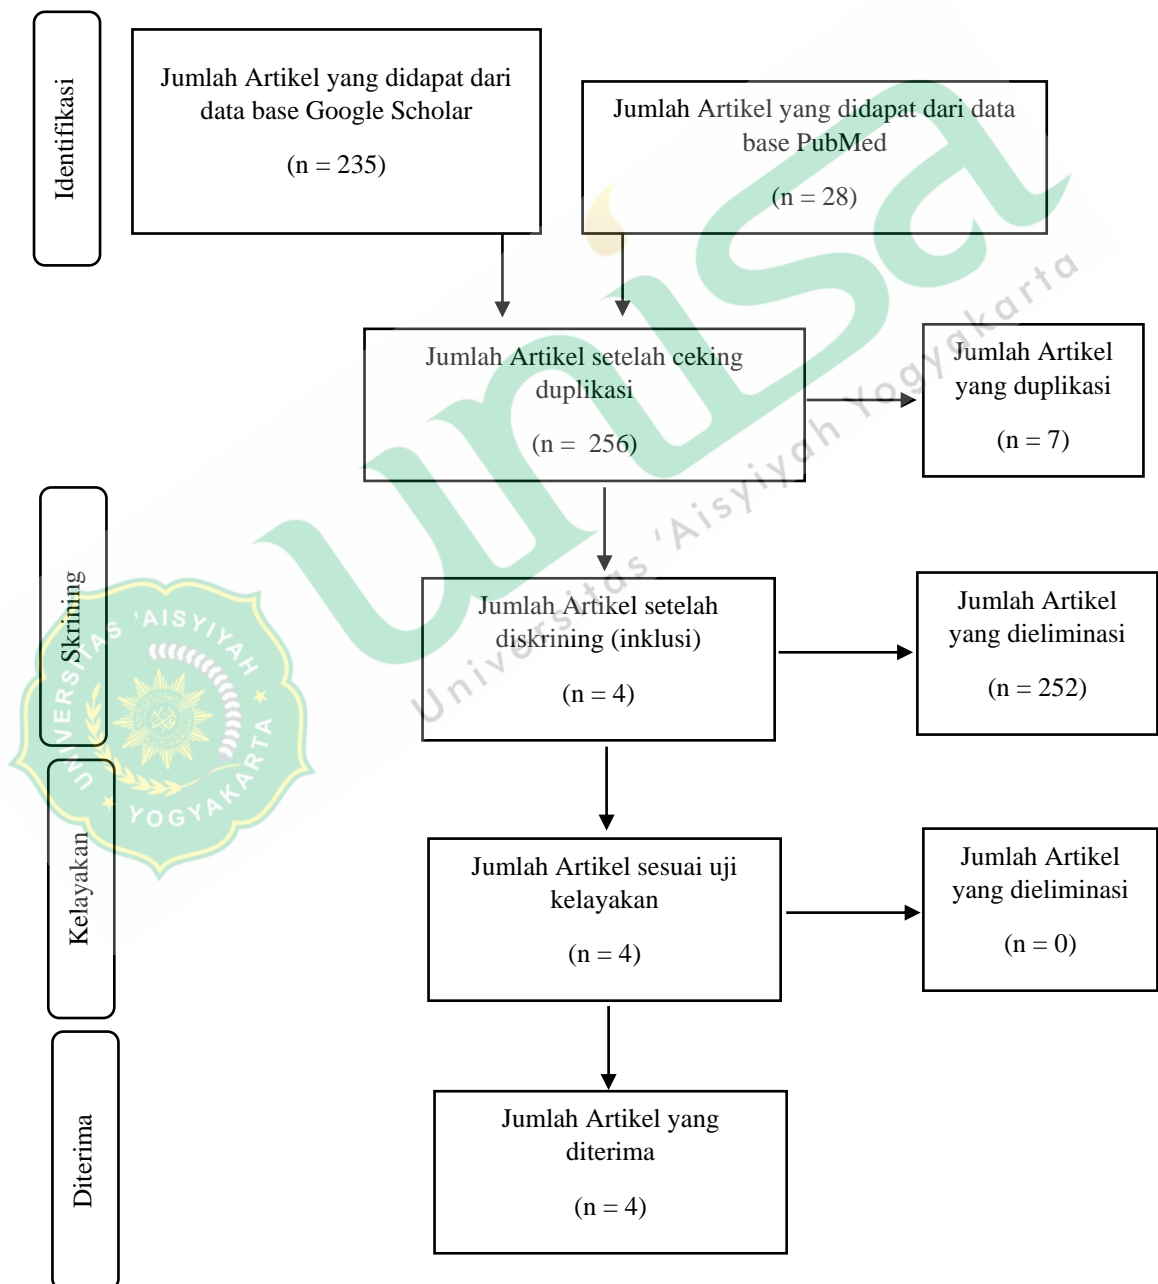 Identifikasi
Jumlah Artikel yang didapat dari
data base Google Scholar
(n = 235)
Jumlah Artikel yang didapat dari data
base PubMed
(n = 28)
Jumlah Artikel setelah ceking
duplikasi
(n = 256)
Jumlah Artikel
yang duplikasi
(n = 7)
Skrining
Jumlah Artikel setelah
diskrining (inklusi)
(n = 4)
Jumlah Artikel
yang dieliminasi
(n = 252)
Kelayakan
Jumlah Artikel sesuai uji
kelayakan
(n = 4)
Jumlah Artikel
yang dieliminasi
(n = 0)
Diterima
Jumlah Artikel yang
diterima
(n = 4)
unisa
Universitas 'Aisyiyah Yogyakarta
UNIVERSITAS 'AISYIYAH
YOGYAKARTA